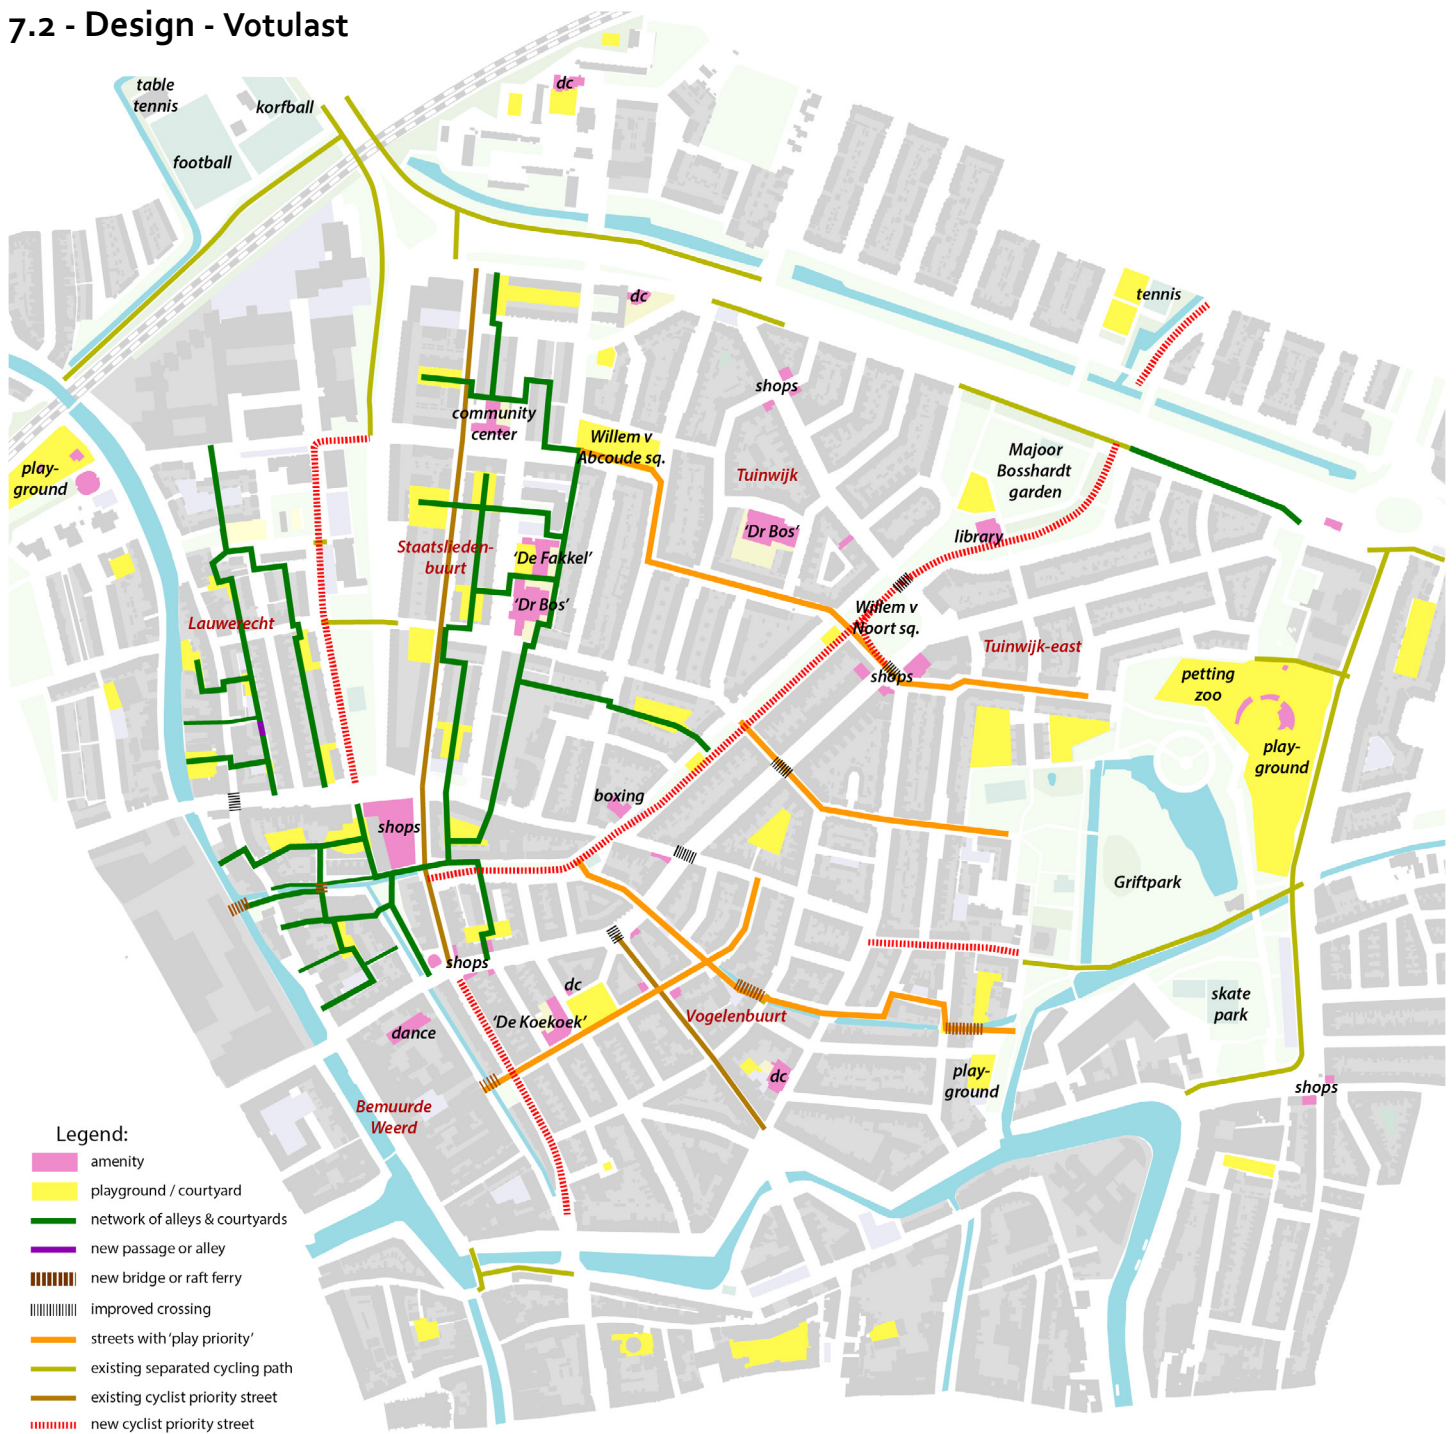 7.2 - Design - Votulast
table
tennis
korfball
football
dc
dc
tennis
shops
community
center
Willem v
Abcoude sq.
play-
ground
Tuinwijk
Majoor
Bosshardt
garden
'Dr Bos'
library
Staatslieden-
buurt
'De Fakkel'
'Dr Bos'
Lauwerecht
Willem v
Noort sq.
Tuinwijk-east
shops
petting
zoo
play-
ground
boxing
shops
Griftpark
shops
dc
'De Koekoek'
dance
Vogelenbuurt
skate
park
dc
play-
ground
shops
Bemuurde
Weerd
Legend:
amenity
playground / courtyard
network of alleys & courtyards
new passage or alley
new bridge or raft ferry
improved crossing
streets with 'play priority'
existing separated cycling path
existing cyclist priority street
new cyclist priority street